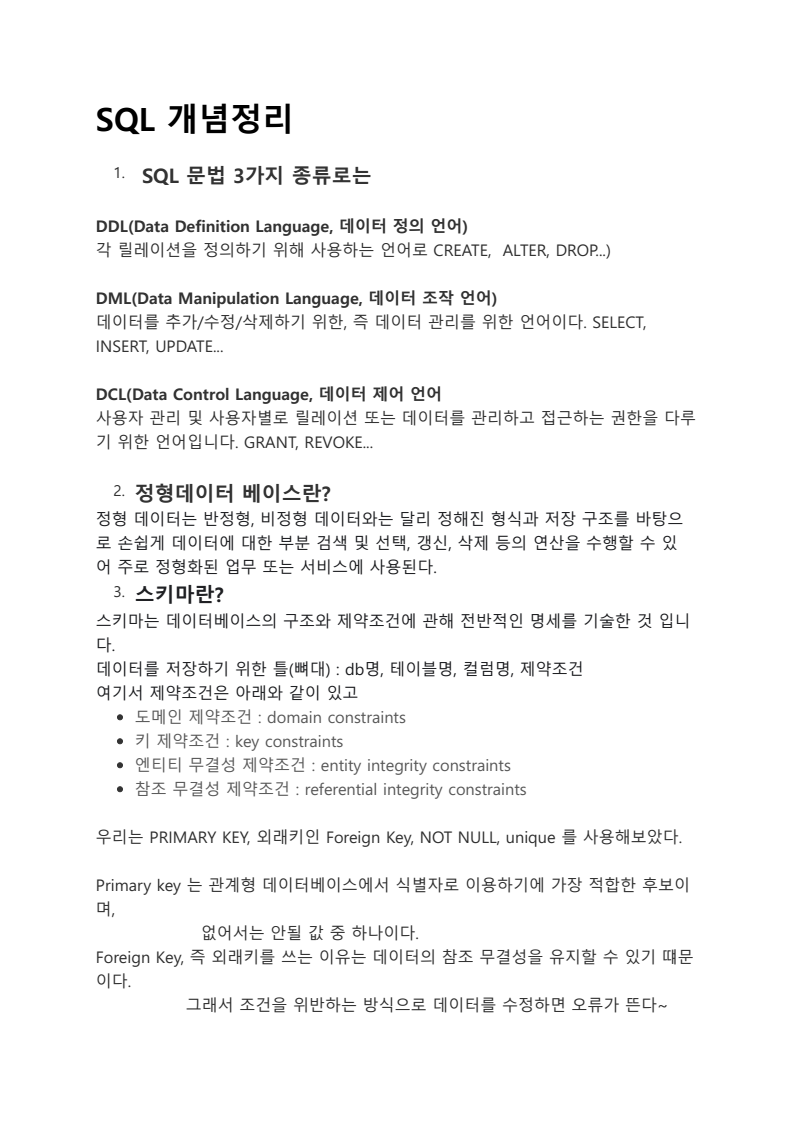 SQL 개념정리
1. SQL 문법 3가지 종류로는
DDL(Data Definition Language, 데이터 정의 언어)
각 릴레이션을 정의하기 위해 사용하는 언어로 CREATE,  ALTER, DROP...)
DML(Data Manipulation Language, 데이터 조작 언어)
데이터를 추가/수정/삭제하기 위한, 즉 데이터 관리를 위한 언어이다. SELECT,
INSERT, UPDATE...
DCL(Data Control Language, 데이터 제어 언어
사용자 관리 및 사용자별로 릴레이션 또는 데이터를 관리하고 접근하는 권한을 다루
기 위한 언어입니다. GRANT, REVOKE...
2. 정형데이터 베이스란?
정형 데이터는 반정형, 비정형 데이터와는 달리 정해진 형식과 저장 구조를 바탕으
로 손쉽게 데이터에 대한 부분 검색 및 선택, 갱신, 삭제 등의 연산을 수행할 수 있
어 주로 정형화된 업무 또는 서비스에 사용된다.
3. 스키마란?
스키마는 데이터베이스의 구조와 제약조건에 관해 전반적인 명세를 기술한 것 입니
다.
데이터를 저장하기 위한 틀(뼈대) : db명, 테이블명, 컬럼명, 제약조건
여기서 제약조건은 아래와 같이 있고
• 도메인 제약조건 : domain constraints
• 키 제약조건 : key constraints
• 엔티티 무결성 제약조건 : entity integrity constraints
• 참조 무결성 제약조건 : referential integrity constraints
우리는 PRIMARY KEY, 외래키인 Foreign Key, NOT NULL, unique 를 사용해보았다.
Primary key 는 관계형 데이터베이스에서 식별자로 이용하기에 가장 적합한 후보이
며,
없어서는 안될 값 중 하나이다.
Foreign Key, 즉 외래키를 쓰는 이유는 데이터의 참조 무결성을 유지할 수 있기 떄문
이다.
그래서 조건을 위반하는 방식으로 데이터를 수정하면 오류가 뜬다~